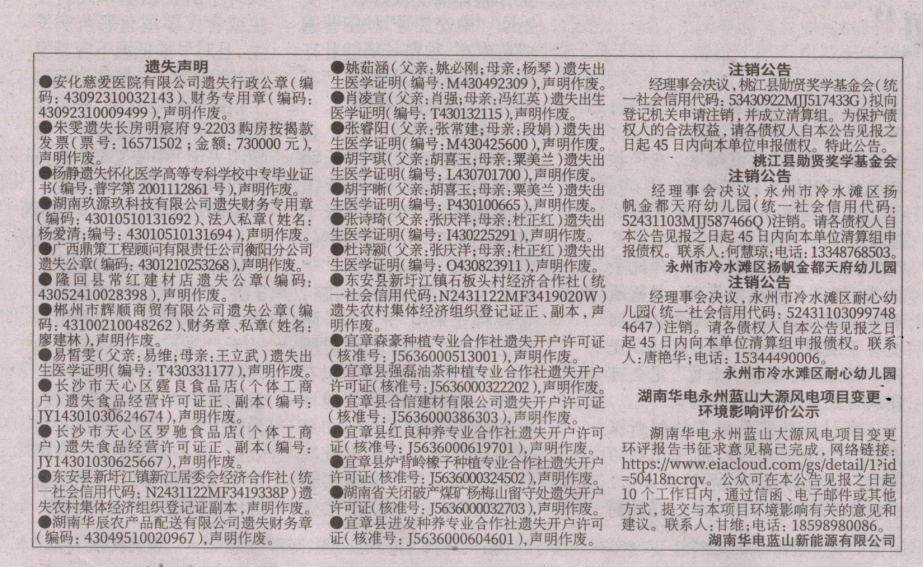 遗失声明
●安化慈爱医院有限公司遗失行政公章(编
码:43092310032143)、财务专用章(编码:
43092310009499),声明作废。
●朱雯遗失长房明宸府9-2203购房按揭款
发票(票号:16571502;金额:730000元),
声明作废。
●杨静遗失怀化医学高等专科学校中专毕业证
书(编号:普字第2001112861号),声明作废。
●湖南玖源玖科技有限公司遗失财务专用章
(编码:43010510131692)、法人私章(姓名:
杨爱清;编码:43010510131694),声明作废。
●广西鼎策工程顾问有限责任公司衡阳分公司
遗失公章(编码:4301210253268),声明作废。
●隆回县常红建材店遗失公章(编码:
43052410028398),声明作废。
●郴州市辉顺商贸有限公司遗失公章(编码:
43100210048262)、财务章、私章(姓名:
廖建林),声明作废。
●易皙雯(父亲:易维;母亲:王立武)遗失出
生医学证明(编号:T430331177),声明作废。
●长沙市天心区霆良食品店(个体工商
户)遗失食品经营许可证正、副本(编号:
JY14301030624674),声明作废。
●长沙市天心区罗驰食品店(个体工商
户)遗失食品经营许可证正、副本(编号:
JY14301030625667),声明作废。
●东安县新圩江镇新江居委会经济合作社(统
一社会信用代码:N2431122MF3419338P)遗
失农村集体经济组织登记证副本,声明作废。
●湖南华辰农产品配送有限公司遗失财务章
(编码:43049510020967),声明作废。
●姚茹涵(父亲:姚必刚;母亲:杨琴)遗失出
生医学证明(编号:M430492309),声明作废。
●肖凌宣(父亲:肖强;母亲:冯红英)遗失出生
医学证明(编号:T430132115),声明作废。
●张睿阳(父亲:张常建;母亲:段娟)遗失出
生医学证明(编号:M430425600),声明作废。
●胡宇琪(父亲:胡喜玉;母亲:粟美兰)遗失出
生医学证明(编号:L430701700),声明作废。
●胡宇晰(父亲:胡喜玉;母亲:粟美兰)遗失出
生医学证明(编号:P430100665),声明作废。
●张诗琦(父亲:张庆洋;母亲:杜正红)遗失出
生医学证明(编号:I430225291),声明作废。
●杜诗颍(父亲:张庆洋;母亲:杜正红)遗失出
生医学证明(编号:O430823911),声明作废。
●东安县新圩江镇石板头村经济合作社(统
一社会信用代码:N2431122MF3419020W)
遗失农村集体经济组织登记证正、副本,声
明作废。
●宜章森豪种植专业合作社遗失开户许可证
(核准号:J5636000513001),声明作废。
●宜章县强磊油茶种植专业合作社遗失开户
许可证(核准号:J5636000322202),声明作废。
●宜章县合信建材有限公司遗失开户许可证
(核准号:J5636000386303),声明作废。
●宜章县红良种养专业合作社遗失开户许可
证(核准号:J5636000619701),声明作废。
●宜章县炉背岭橡子种植专业合作社遗失开户
许可证(核准号:J5636000324502),声明作废。
●湖南省关闭破产煤矿杨梅山留守处遗失开户
许可证(核准号:J5636000032703),声明作废。
●宜章县进发种养专业合作社遗失开户许可
证(核准号:J5636000604601),声明作废。
注销公告
经理事会决议,桃江县勋贤奖学基金会(统
一社会信用代码:53430922MJJ517433G)拟向
登记机关申请注销,并成立清算组。为保护债
权人的合法权益,请各债权人自本公告见报之
日起45日内向本单位申报债权。特此公告。
桃江县勋贤奖学基金会
注销公告
经理事会决议,永州市冷水滩区扬
帆金都天府幼儿园(统一社会信用代码:
52431103MJJ587466Q)注销。请各债权人自
本公告见报之日起45日内向本单位清算组申
报债权。联系人:何慧琼;电话:13348768503。
永州市冷水滩区扬帆金都天府幼儿园
注销公告
经理事会决议,永州市冷水滩区耐心幼
儿园(统一社会信用代码:52431103099748
4647)注销。请各债权人自本公告见报之日
起45日内向本单位清算组申报债权。联系
人:唐艳华;电话:15344490006。
永州市冷水滩区耐心幼儿园
湖南华电永州蓝山大源风电项目变更
环境影响评价公示
湖南华电永州蓝山大源风电项目变更
环评报告书征求意见稿已完成,网络链接:
https://www.eiacloud.com/gs/detail/1?id
=50418ncrqv。公众可在本公告见报之日起
10个工作日内,通过信函、电子邮件或其他
方式,提交与本项目环境影响有关的意见和
建议。联系人:甘维;电话:18598980086。
湖南华电蓝山新能源有限公司